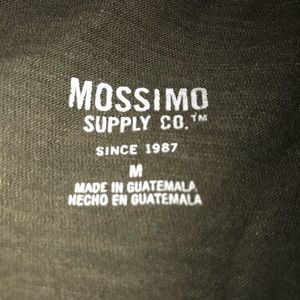 MOSSIMO
SUPPLY CO.™
SINCE 1987
M
MADE IN GUATEMALA
HECHO EN GUATEMALA